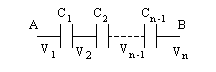 A C₁ C₂ Cₙ₋₁ B
V₁ V₂ Vₙ₋₁ Vₙ